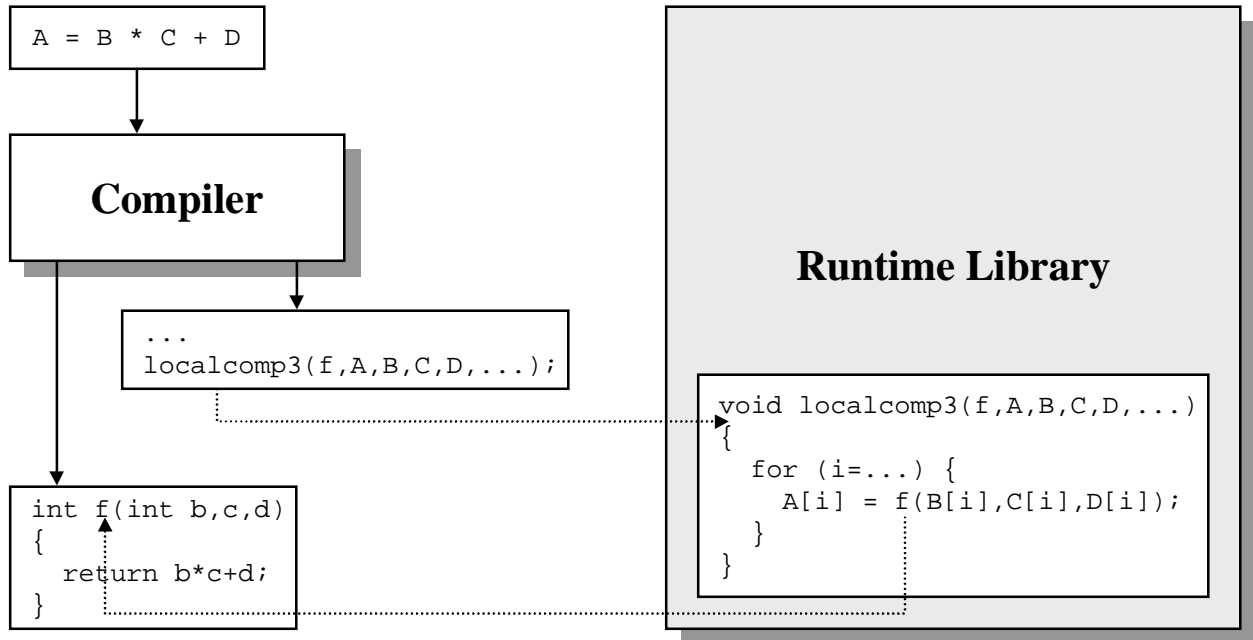 A = B * C + D
Compiler
...
localcomp3(f,A,B,C,D,...);
int f(int b,c,d)
{
  return b*c+d;
}
Runtime Library
void localcomp3(f,A,B,C,D,...)
{
  for (i=...) {
    A[i] = f(B[i],C[i],D[i]);
  }
}